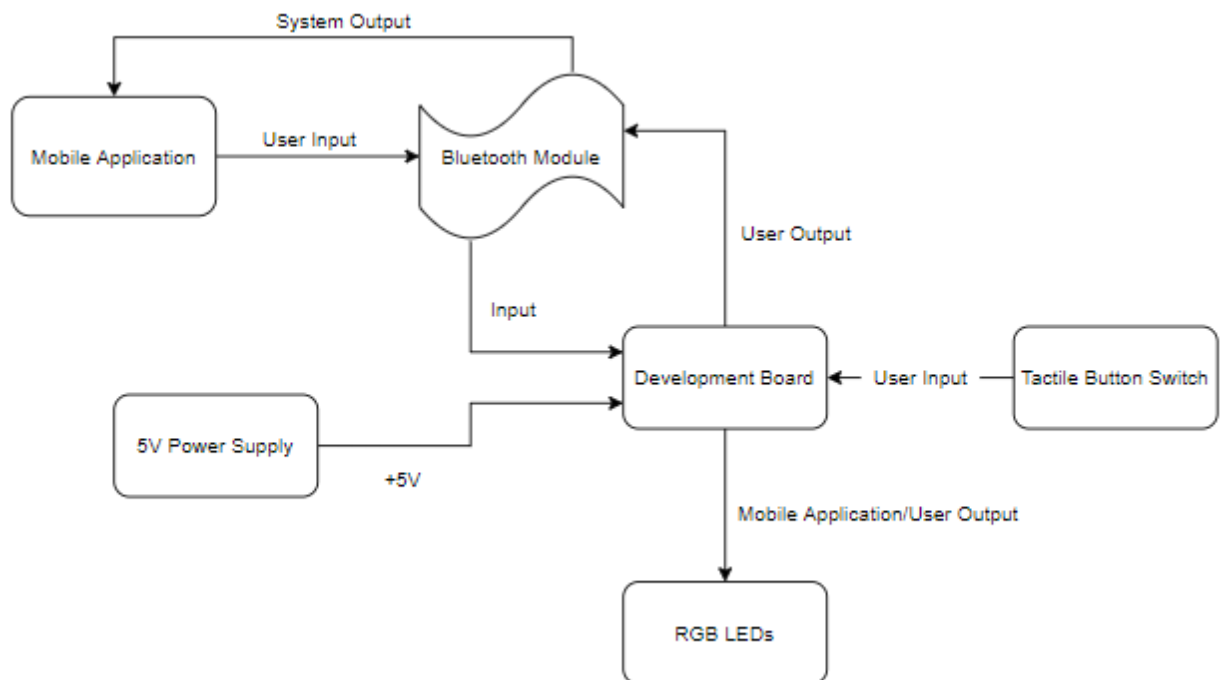 System Output
Mobile Application
User Input
Bluetooth Module
User Output
Input
Development Board
User Input
Tactile Button Switch
5V Power Supply
+5V
Mobile Application/User Output
RGB LEDs